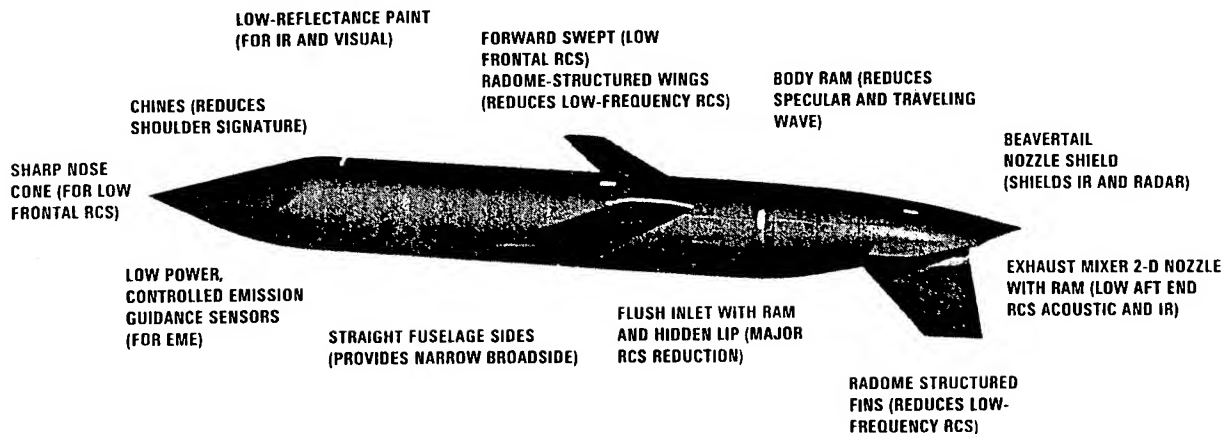 LOW-REFLECTANCE PAINT
(FOR IR AND VISUAL)
FORWARD SWEPT (LOW
FRONTAL RCS)
RADOME-STRUCTURED WINGS
(REDUCES LOW-FREQUENCY RCS)
BODY RAM (REDUCES
SPECULAR AND TRAVELING
WAVE)
CHINES (REDUCES
SHOULDER SIGNATURE)
BEAVERTAIL
NOZZLE SHIELD
(SHIELDS IR AND RADAR)
SHARP NOSE
CONE (FOR LOW
FRONTAL RCS)
LOW POWER,
CONTROLLED EMISSION
GUIDANCE SENSORS
(FOR EME)
STRAIGHT FUSELAGE SIDES
(PROVIDES NARROW BROADSIDE)
FLUSH INLET WITH RAM
AND HIDDEN LIP (MAJOR
RCS REDUCTION)
EXHAUST MIXER 2-D NOZZLE
WITH RAM (LOW AFT END
RCS ACOUSTIC AND IR)
RADOME STRUCTURED
FINS (REDUCES LOW-
FREQUENCY RCS)